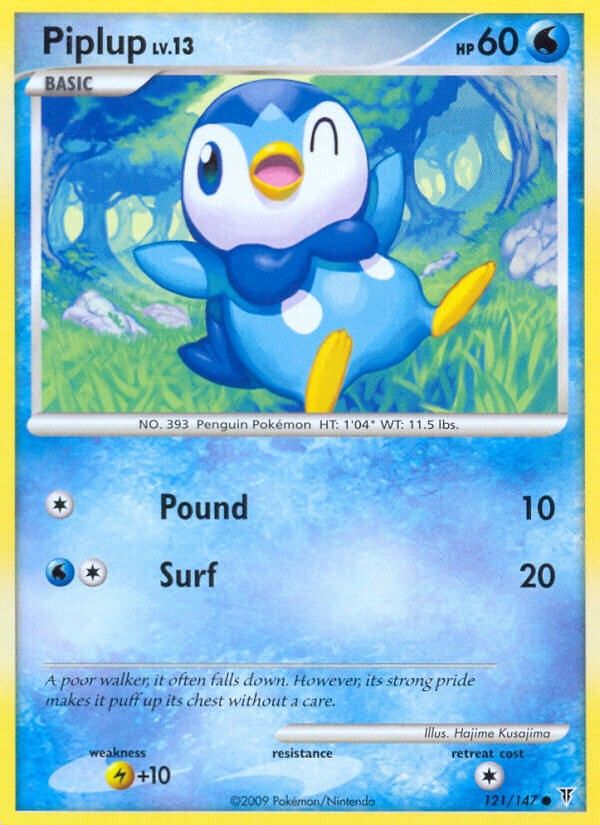 Piplup LV.13 HP 60
BASIC
NO. 393 Penguin Pokémon HT: 1'04" WT: 11.5 lbs.
Pound 10
Surf 20
A poor walker, it often falls down. However, its strong pride
makes it puff up its chest without a care.
Illus. Hajime Kusajima
weakness resistance retreat cost
+10
©2009 Pokémon/Nintendo 121/147